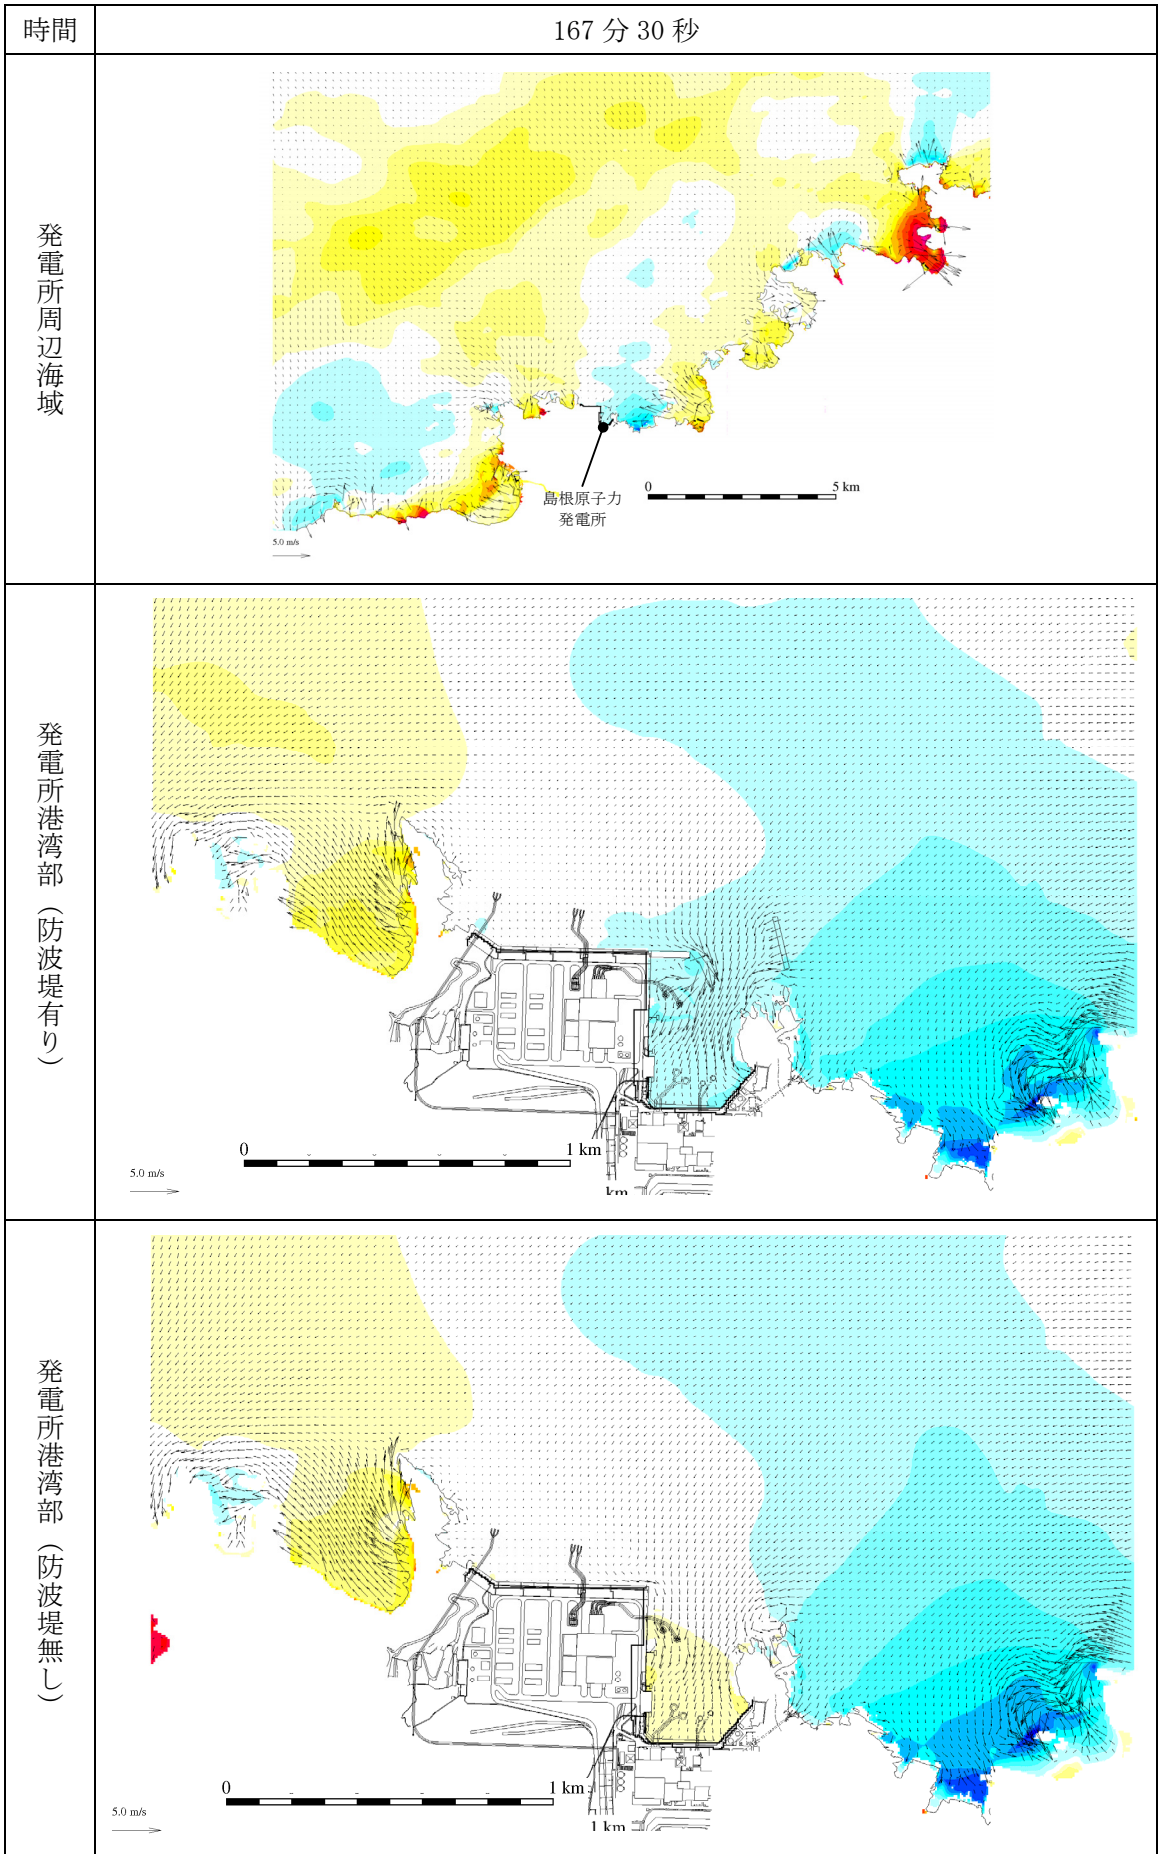 時間
167 分 30 秒
発電所周辺海域
島根原子力
発電所
0
5 km
5.0 m/s
発電所港湾部（防波堤有り）
0
1 km
5.0 m/s
km
発電所港湾部（防波堤無し）
0
1 km
5.0 m/s
1 km